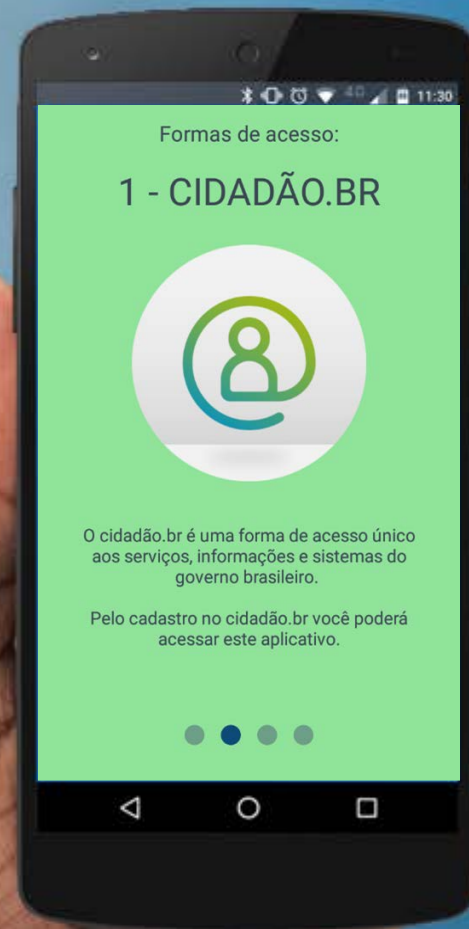 4G 11:30
Formas de acesso:
1 - CIDADÃO.BR
O cidadão.br é uma forma de acesso único
aos serviços, informações e sistemas do
governo brasileiro.
Pelo cadastro no cidadão.br você poderá
acessar este aplicativo.